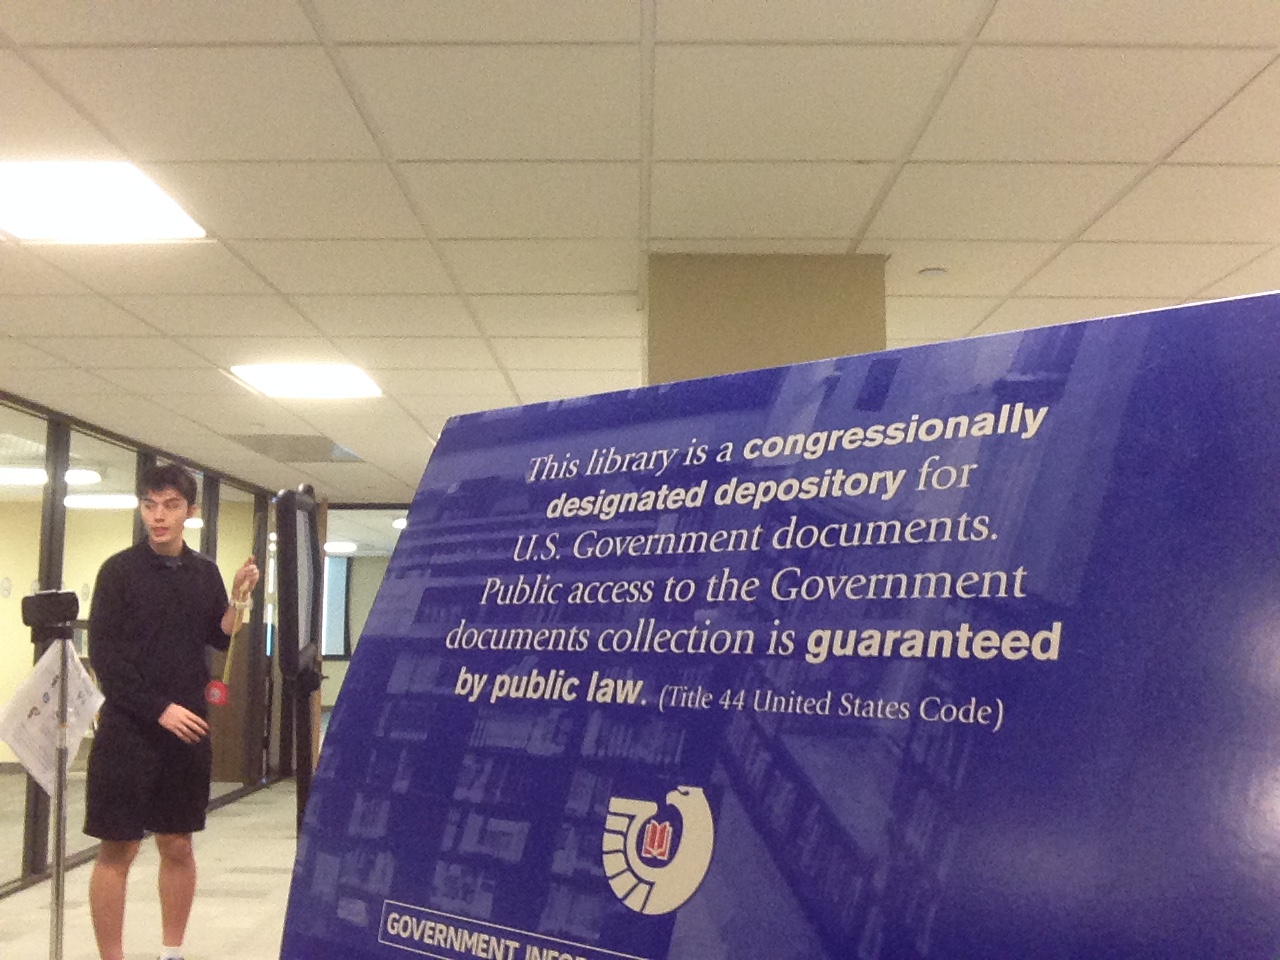 This library is a congressionally
designated depository for
U.S. Government documents.
Public access to the Government
documents collection is guaranteed
by public law. (Title 44 United States Code)
GOVERNMENT